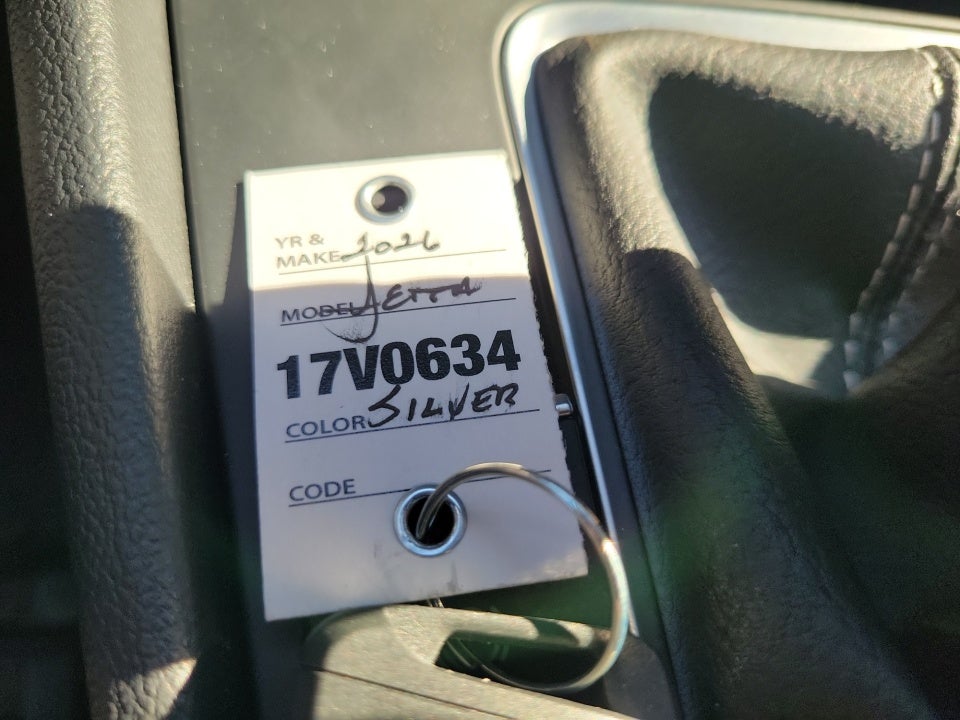 YR &
MAKE 2026
MODEL JETTA
17V0634
COLOR SILVER
CODE